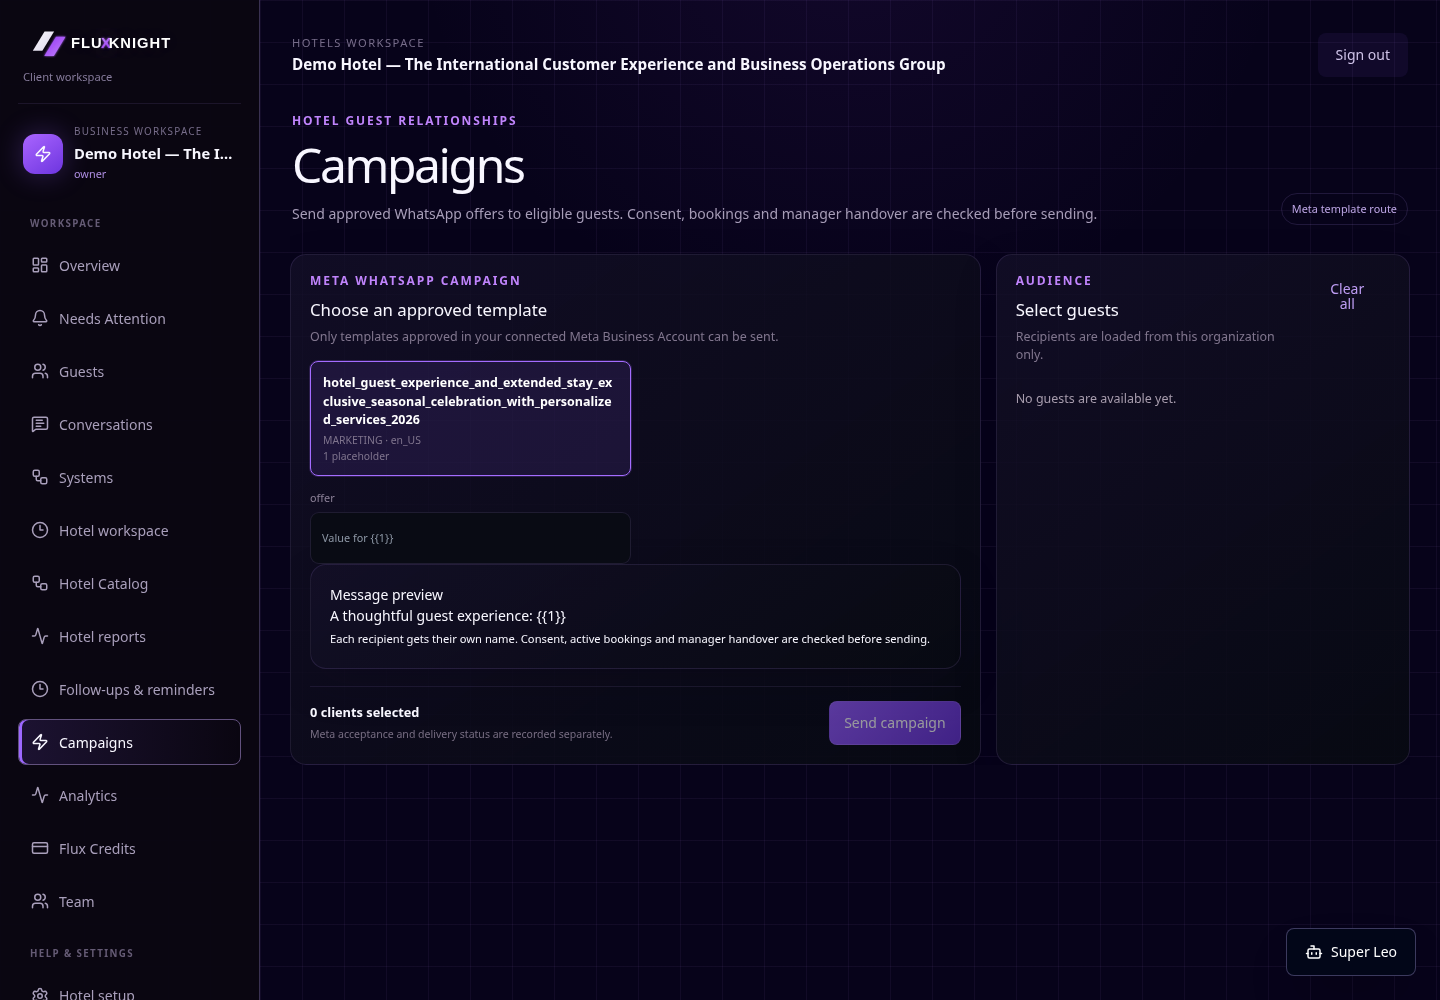 FLUXKNIGHT
Client workspace
BUSINESS WORKSPACE
Demo Hotel — The I...
owner
WORKSPACE
Overview
Needs Attention
Guests
Conversations
Systems
Hotel workspace
Hotel Catalog
Hotel reports
Follow-ups & reminders
Campaigns
Analytics
Flux Credits
Team
HELP & SETTINGS
Hotel setup
HOTELS WORKSPACE
Demo Hotel — The International Customer Experience and Business Operations Group
Sign out
HOTEL GUEST RELATIONSHIPS
Campaigns
Send approved WhatsApp offers to eligible guests. Consent, bookings and manager handover are checked before sending.
Meta template route
META WHATSAPP CAMPAIGN
Choose an approved template
Only templates approved in your connected Meta Business Account can be sent.
hotel_guest_experience_and_extended_stay_ex
clusive_seasonal_celebration_with_personalize
d_services_2026
MARKETING · en_US
1 placeholder
offer
Value for {{1}}
Message preview
A thoughtful guest experience: {{1}}
Each recipient gets their own name. Consent, active bookings and manager handover are checked before sending.
0 clients selected
Meta acceptance and delivery status are recorded separately.
Send campaign
AUDIENCE
Select guests
Recipients are loaded from this organization
only.
Clear
all
No guests are available yet.
Super Leo